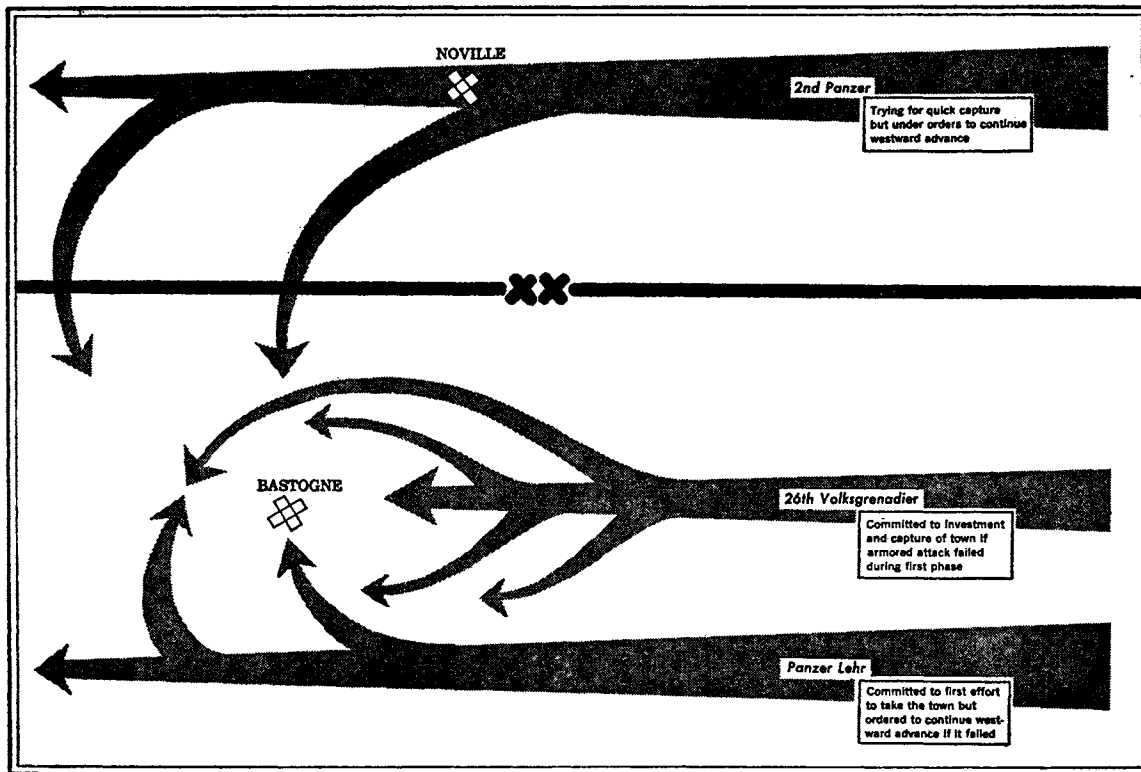 NOVILLE
2nd Panzer
Trying for quick capture
but under orders to continue
westward advance
XX
BASTOGNE
26th Volksgrenadier
Committed to investment
and capture of town if
armored attack failed
during first phase
Panzer Lehr
Committed to first effort
to take the town but
ordered to continue west-
ward advance if it failed